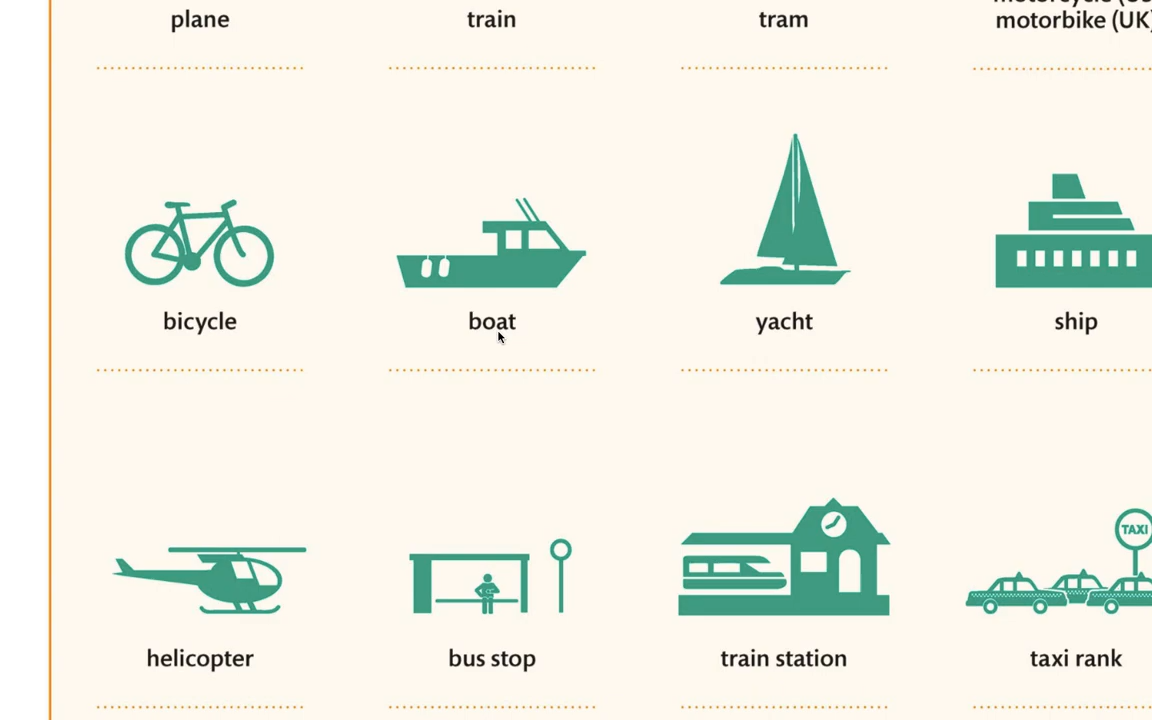 plane
train
tram
motorbike (UK)
bicycle
boat
yacht
ship
TAXI
helicopter
bus stop
train station
taxi rank